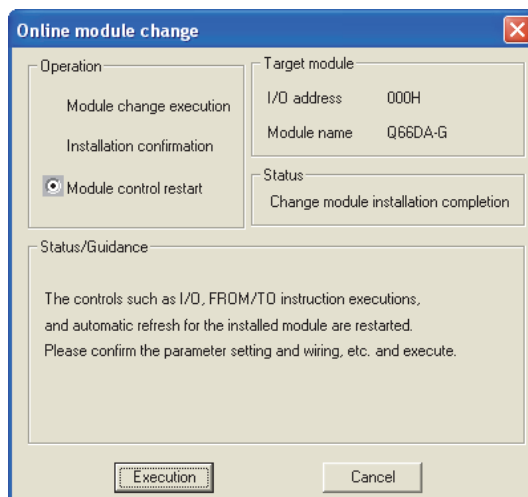 Online module change
Operation
Module change execution
Installation confirmation
Module control restart
Target module
I/O address 000H
Module name Q66DA-G
Status
Change module installation completion
Status/Guidance
The controls such as I/O, FROM/TO instruction executions,
and automatic refresh for the installed module are restarted.
Please confirm the parameter setting and wiring, etc. and execute.
Execution Cancel